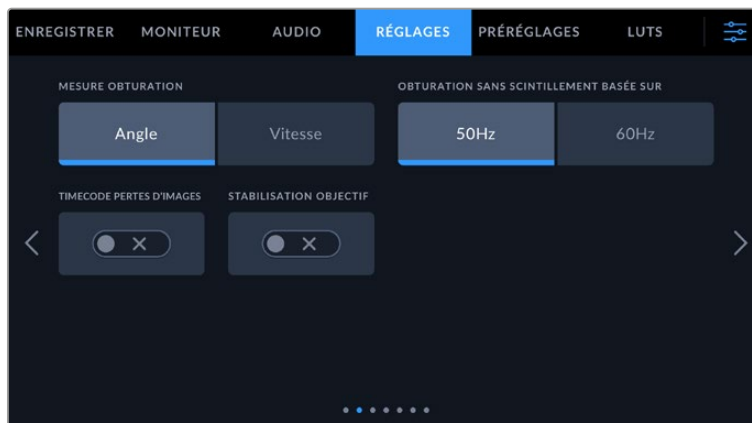 ENREGISTRER MONITEUR AUDIO RÉGLAGES PRÉRÉGLAGES LUTS
MESURE OBTURATION OBTURATION SANS SCINTILLEMENT BASÉE SUR
Angle Vitesse 50Hz 60Hz
TIMECODE PERTES D'IMAGES STABILISATION OBJECTIF